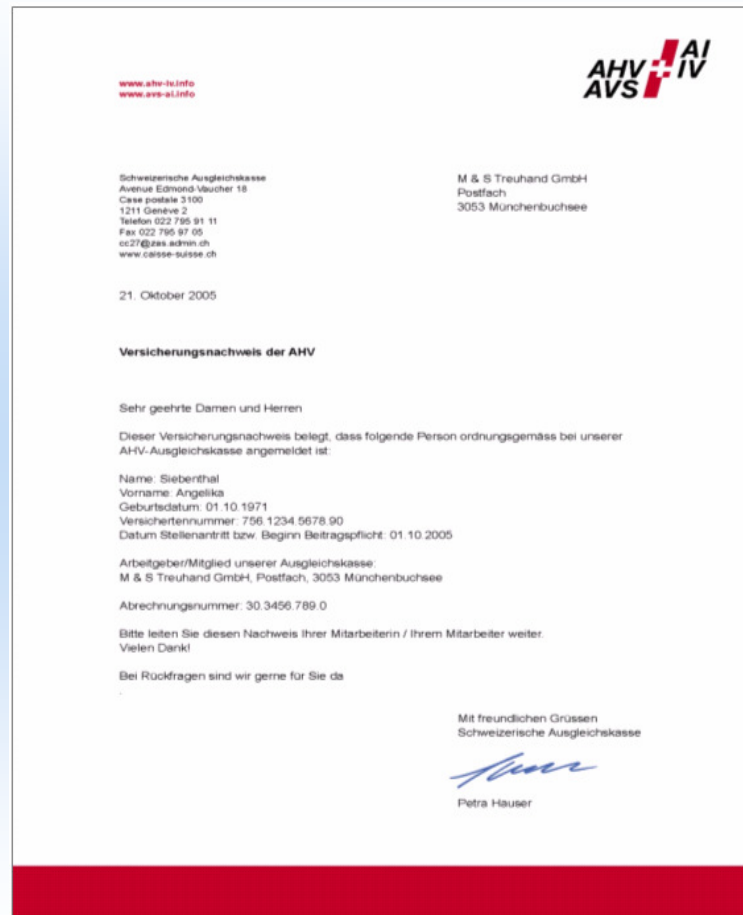 www.ahv-iv.info
www.avs-ai.info
AHV AI
AVS IV
Schweizerische Ausgleichskasse
Avenue Edmond-Vaucher 18
Case postale 3100
1211 Genève 2
Telefon 022 795 91 11
Fax 022 795 97 05
cc27@zas.admin.ch
www.caisse-suisse.ch
M & S Treuhand GmbH
Postfach
3053 Münchenbuchsee
21. Oktober 2005
Versicherungsnachweis der AHV
Sehr geehrte Damen und Herren
Dieser Versicherungsnachweis belegt, dass folgende Person ordnungsgemäss bei unserer
AHV-Ausgleichskasse angemeldet ist:
Name: Siebenthal
Vorname: Angelika
Geburtsdatum: 01.10.1971
Versichertennummer: 756.1234.5678.90
Datum Stellenantritt bzw. Beginn Beitragspflicht: 01.10.2005
Arbeitgeber/Mitglied unserer Ausgleichskasse:
M & S Treuhand GmbH, Postfach, 3053 Münchenbuchsee
Abrechnungsnummer: 30.3456.789.0
Bitte leiten Sie diesen Nachweis Ihrer Mitarbeiterin / Ihrem Mitarbeiter weiter.
Vielen Dank!
Bei Rückfragen sind wir gerne für Sie da
.
Mit freundlichen Grüssen
Schweizerische Ausgleichskasse
Petra Hauser